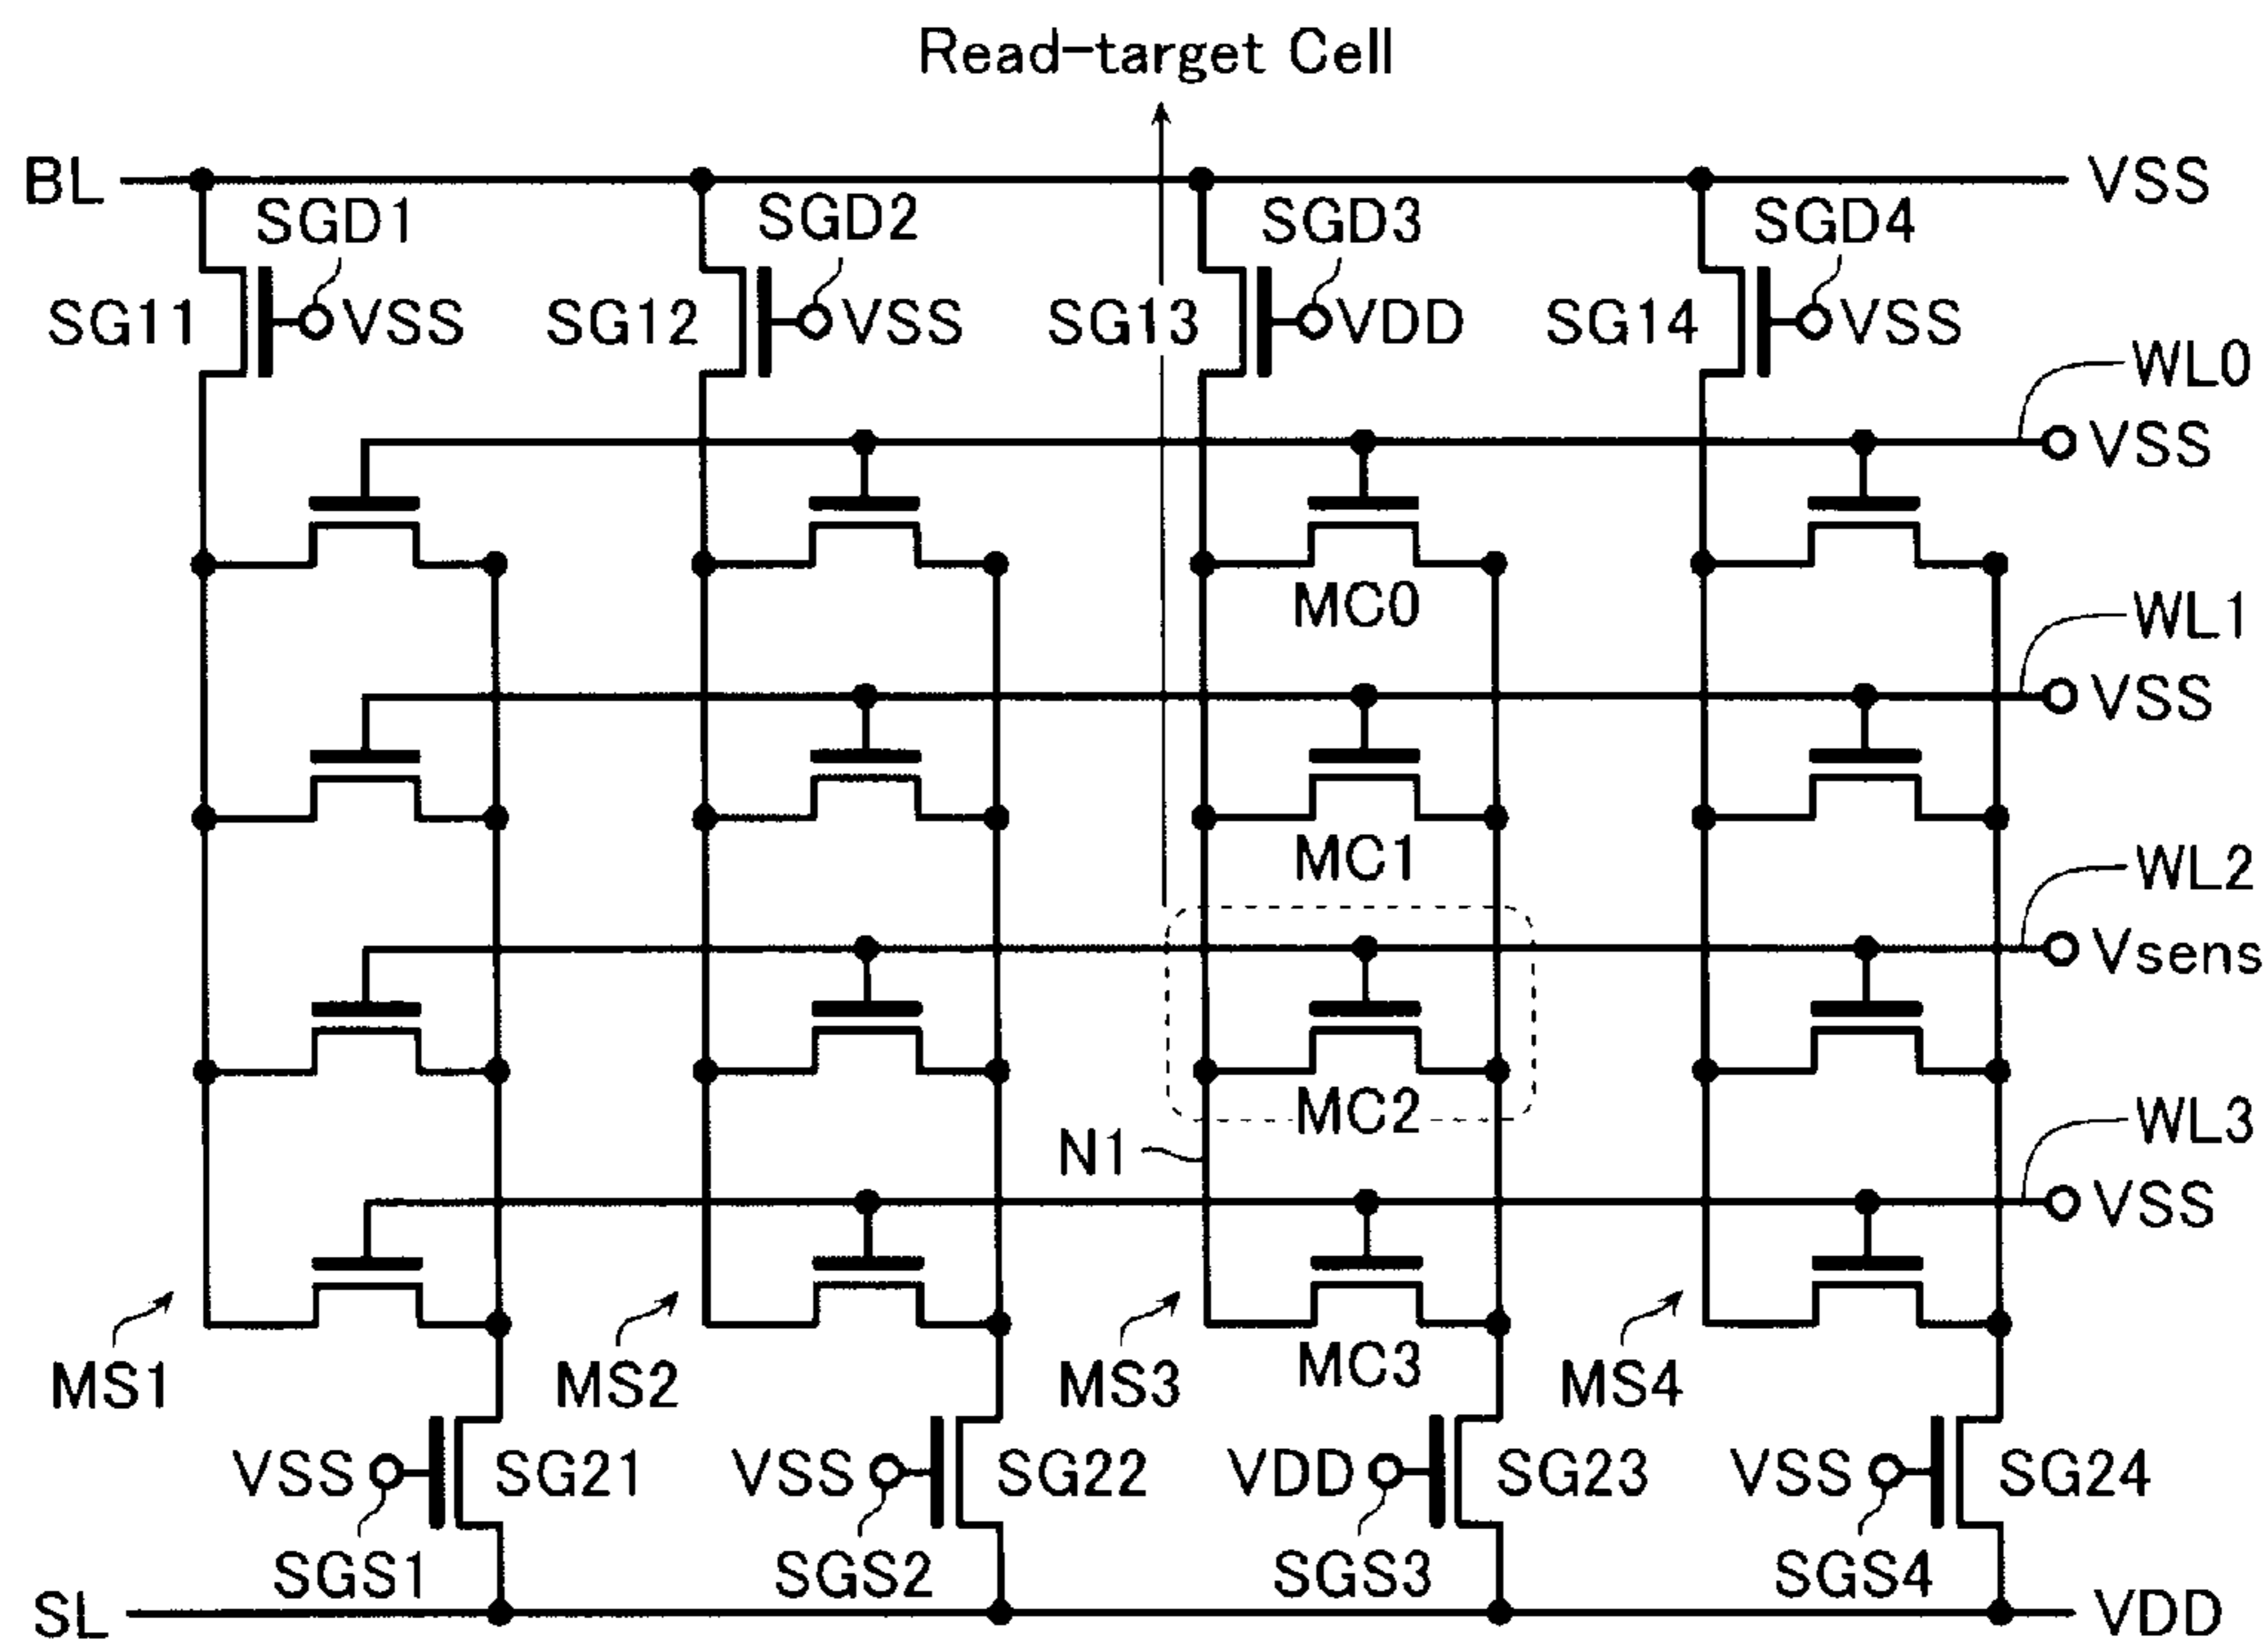 Read-target Cell
BL
VSS
SGD1
SGD2
SGD3
SGD4
SG11
VSS
SG12
VSS
SG13
VDD
SG14
VSS
WL0
VSS
MC0
WL1
VSS
MC1
WL2
Vsens
MC2
N1
WL3
VSS
MC3
MS1
MS2
MS3
MS4
VSS
SG21
VSS
SG22
VDD
SG23
VSS
SG24
SGS1
SGS2
SGS3
SGS4
SL
VDD